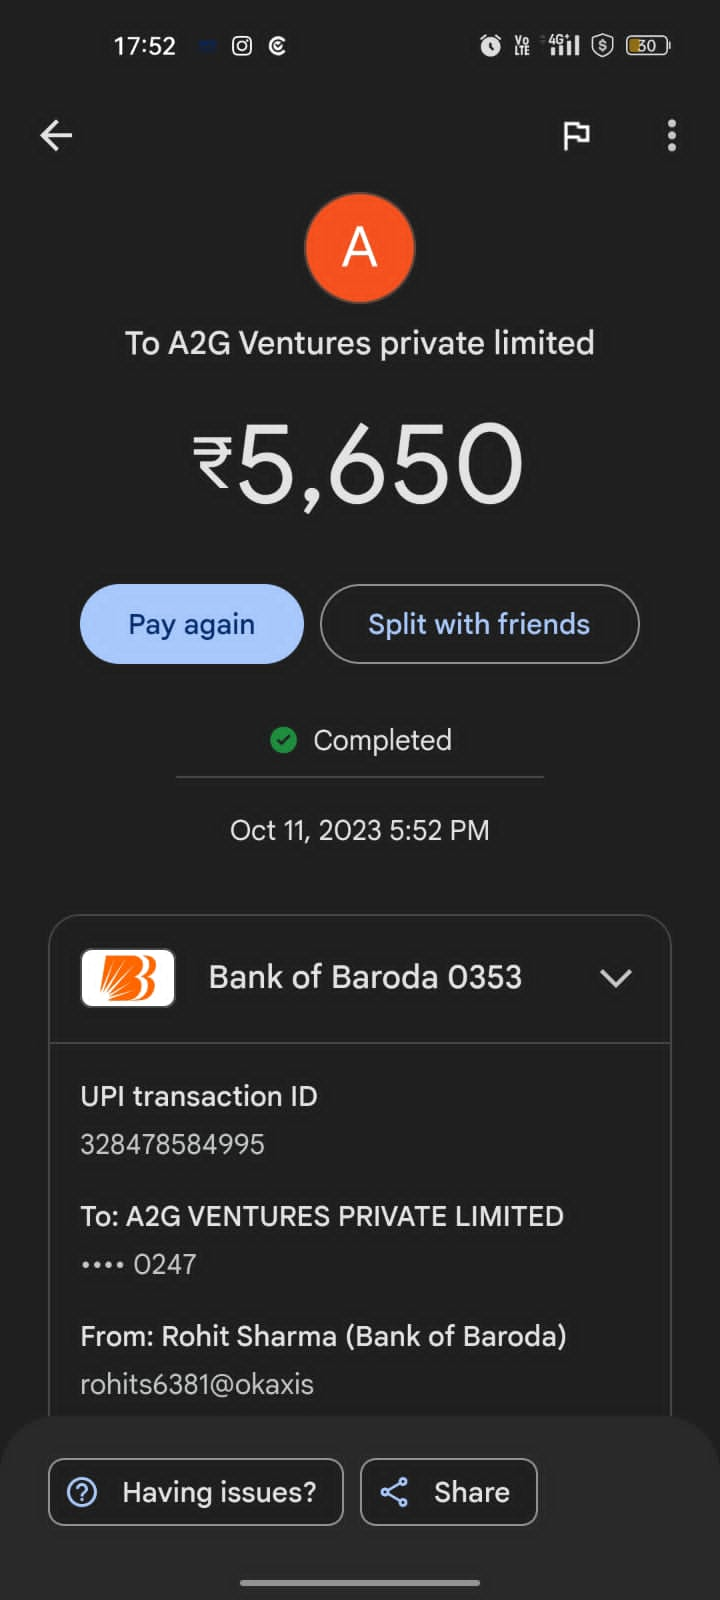 17:52
Vo
LTE
4G+
30
A
To A2G Ventures private limited
₹5,650
Pay again
Split with friends
Completed
Oct 11, 2023 5:52 PM
Bank of Baroda 0353
UPI transaction ID
328478584995
To: A2G VENTURES PRIVATE LIMITED
•••• 0247
From: Rohit Sharma (Bank of Baroda)
rohits6381@okaxis
Having issues?
Share